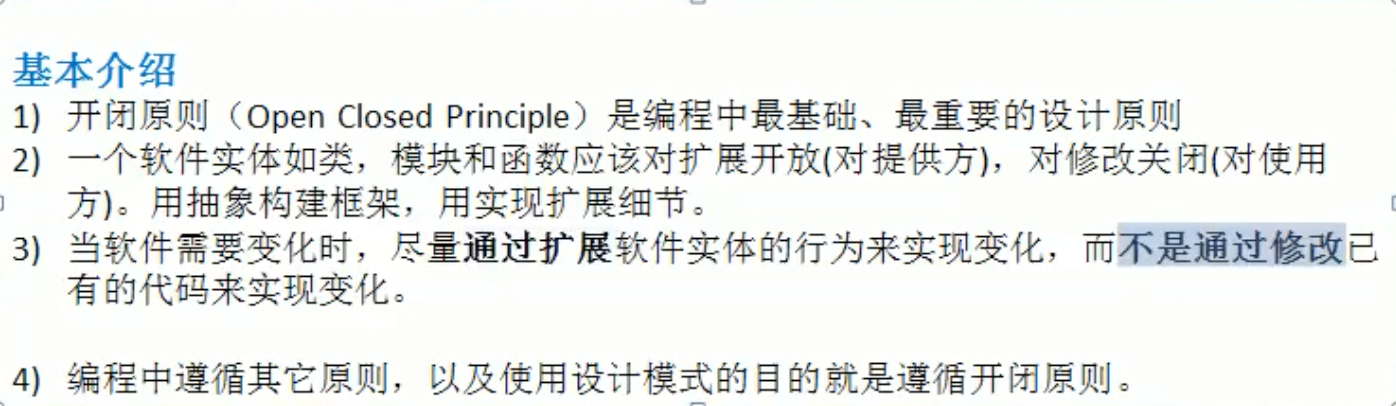 基本介绍
1) 开闭原则（Open Closed Principle）是编程中最基础、最重要的设计原则
2) 一个软件实体如类，模块和函数应该对扩展开放(对提供方)，对修改关闭(对使用
方)。用抽象构建框架，用实现扩展细节。
3) 当软件需要变化时，尽量通过扩展软件实体的行为来实现变化，而不是通过修改已
有的代码来实现变化。
4) 编程中遵循其它原则，以及使用设计模式的目的就是遵循开闭原则。